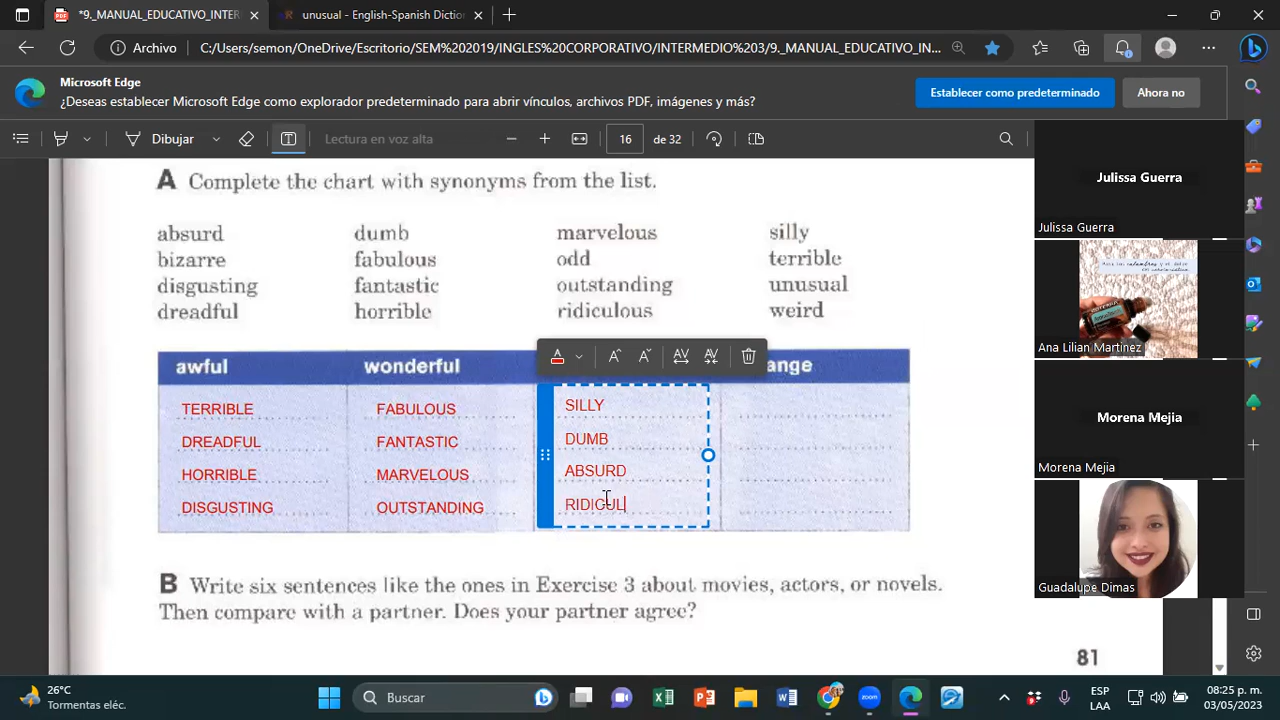 *9._MANUAL_EDUCATIVO_INTER
unusual - English-Spanish Diction
Archivo
C:/Users/semon/OneDrive/Escritorio/SEM%202019/INGLES%20CORPORATIVO/INTERMEDIO%203/9._MANUAL_EDUCATIVO_IN...
Microsoft Edge
¿Deseas establecer Microsoft Edge como explorador predeterminado para abrir vínculos, archivos PDF, imágenes y más?
Establecer como predeterminado
Ahora no
Dibujar
Lectura en voz alta
16
de 32
A Complete the chart with synonyms from the list.
absurd dumb marvelous silly
bizarre fabulous odd terrible
disgusting fantastic outstanding unusual
dreadful horrible ridiculous weird
awful wonderful ange
TERRIBLE FABULOUS SILLY
DREADFUL FANTASTIC DUMB
HORRIBLE MARVELOUS ABSURD
DISGUSTING OUTSTANDING RIDICUL
B Write six sentences like the ones in Exercise 3 about movies, actors, or novels.
Then compare with a partner. Does your partner agree?
81
Julissa Guerra
Julissa Guerra
Ana Lilian Martinez
Morena Mejia
Morena Mejia
Guadalupe Dimas
26°C
Tormentas eléc.
Buscar
ESP
LAA
08:25 p. m.
03/05/2023